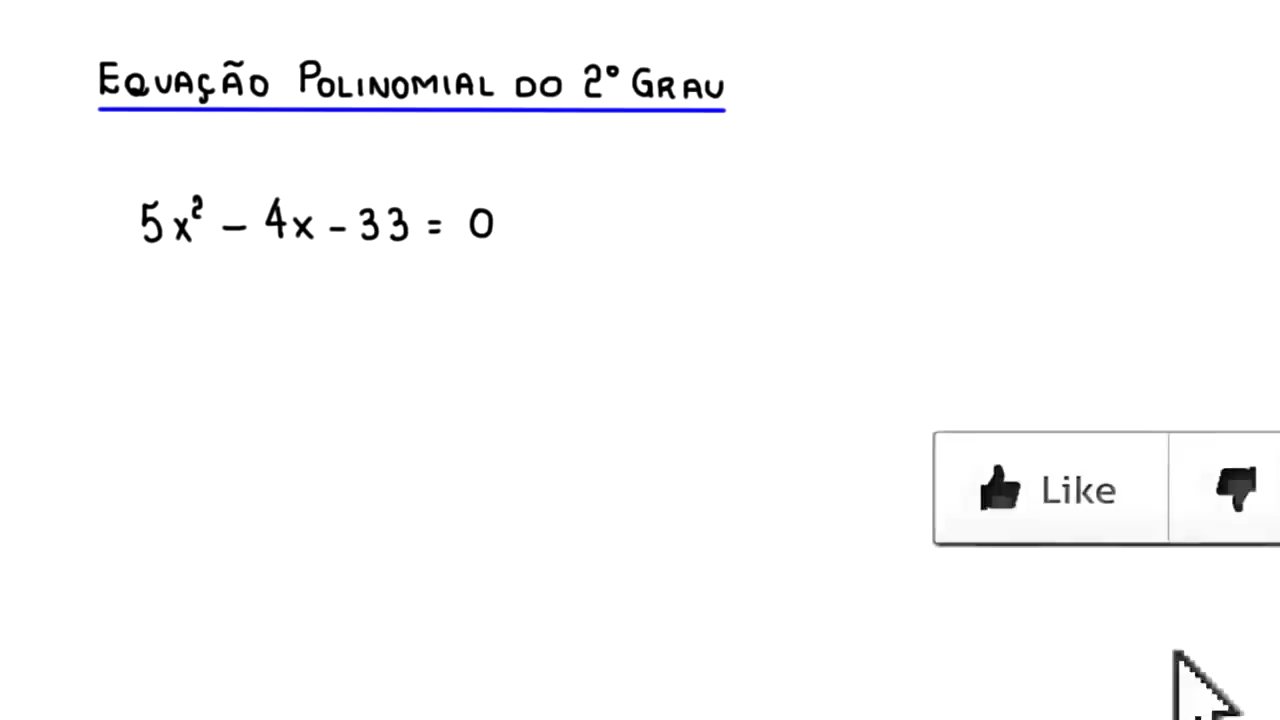 EQUAÇÃO POLINOMIAL DO 2º GRAU
5x² - 4x - 33 = 0
Like